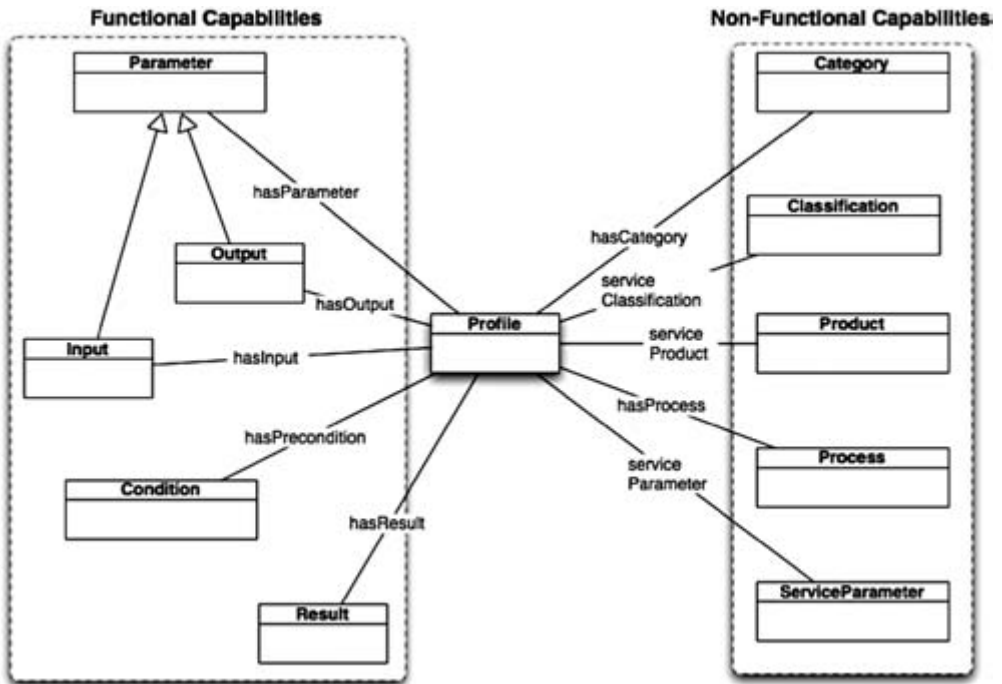 Functional Capabilities
Non-Functional Capabilities
Parameter
Category
hasParameter
Classification
hasCategory
Output
service
Classification
hasOutput
Profile
Product
Input
hasInput
service
Product
hasProcess
hasPrecondition
Process
service
Parameter
Condition
hasResult
ServiceParameter
Result